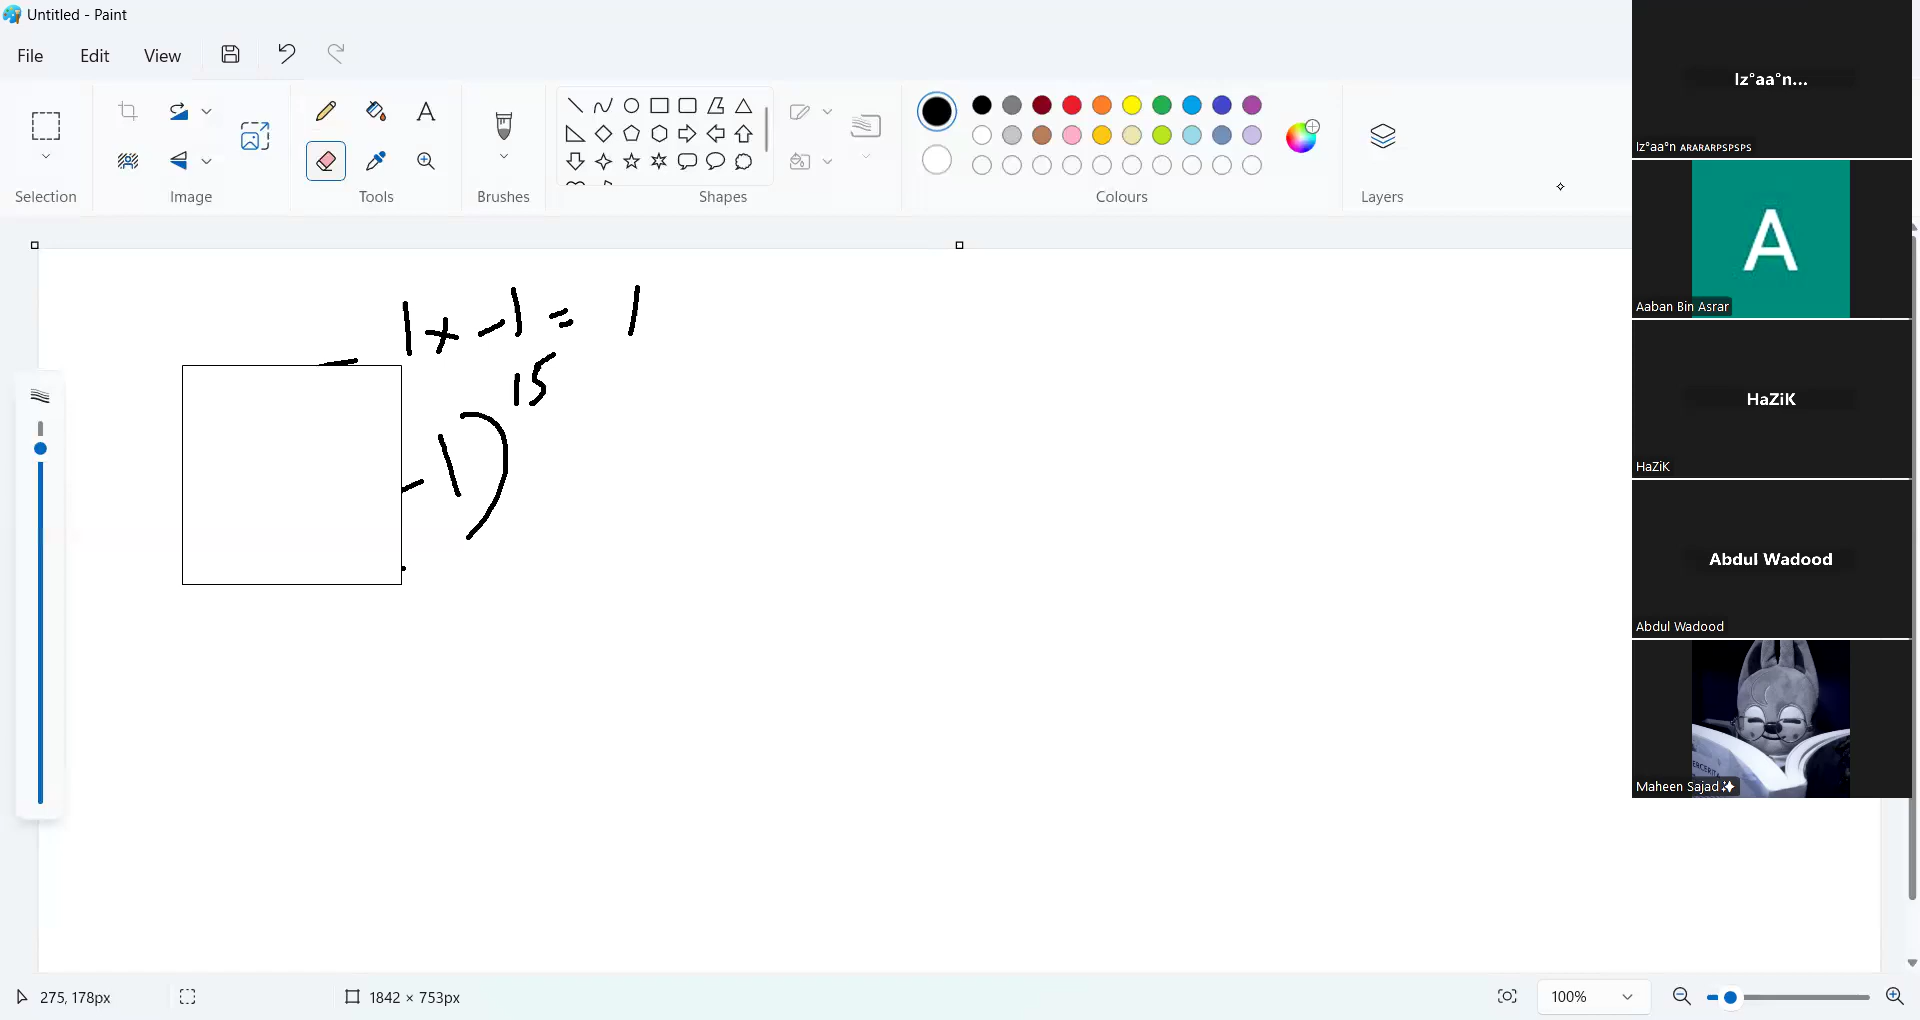 Untitled - Paint
File Edit View
Selection Image Tools Brushes Shapes Colours Layers
A
1 x -1 = 1
15
-1)
Iz°aa°n...
Iz°aa°n ARARARPSPSPS
A
Aaban Bin Asrar
HaZiK
HaZiK
Abdul Wadood
Abdul Wadood
Maheen Sajad✨
275, 178px 1842 × 753px 100%